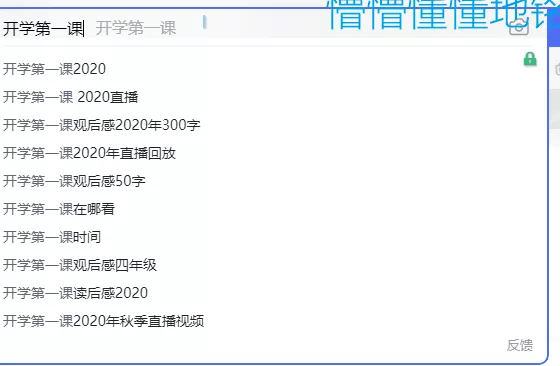 懵懵懂懂地铃
开学第一课 开学第一课
开学第一课2020
开学第一课 2020直播
开学第一课观后感2020年300字
开学第一课2020年直播回放
开学第一课观后感50字
开学第一课在哪看
开学第一课时间
开学第一课观后感四年级
开学第一课读后感2020
开学第一课2020年秋季直播视频
反馈